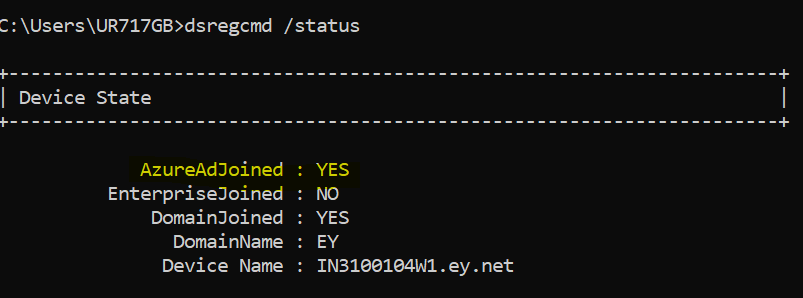 C:\Users\UR717GB>dsregcmd /status
+----------------------------------------------------------------------+
| Device State                                                         |
+----------------------------------------------------------------------+
AzureAdJoined : YES
EnterpriseJoined : NO
DomainJoined : YES
DomainName : EY
Device Name : IN3100104W1.ey.net